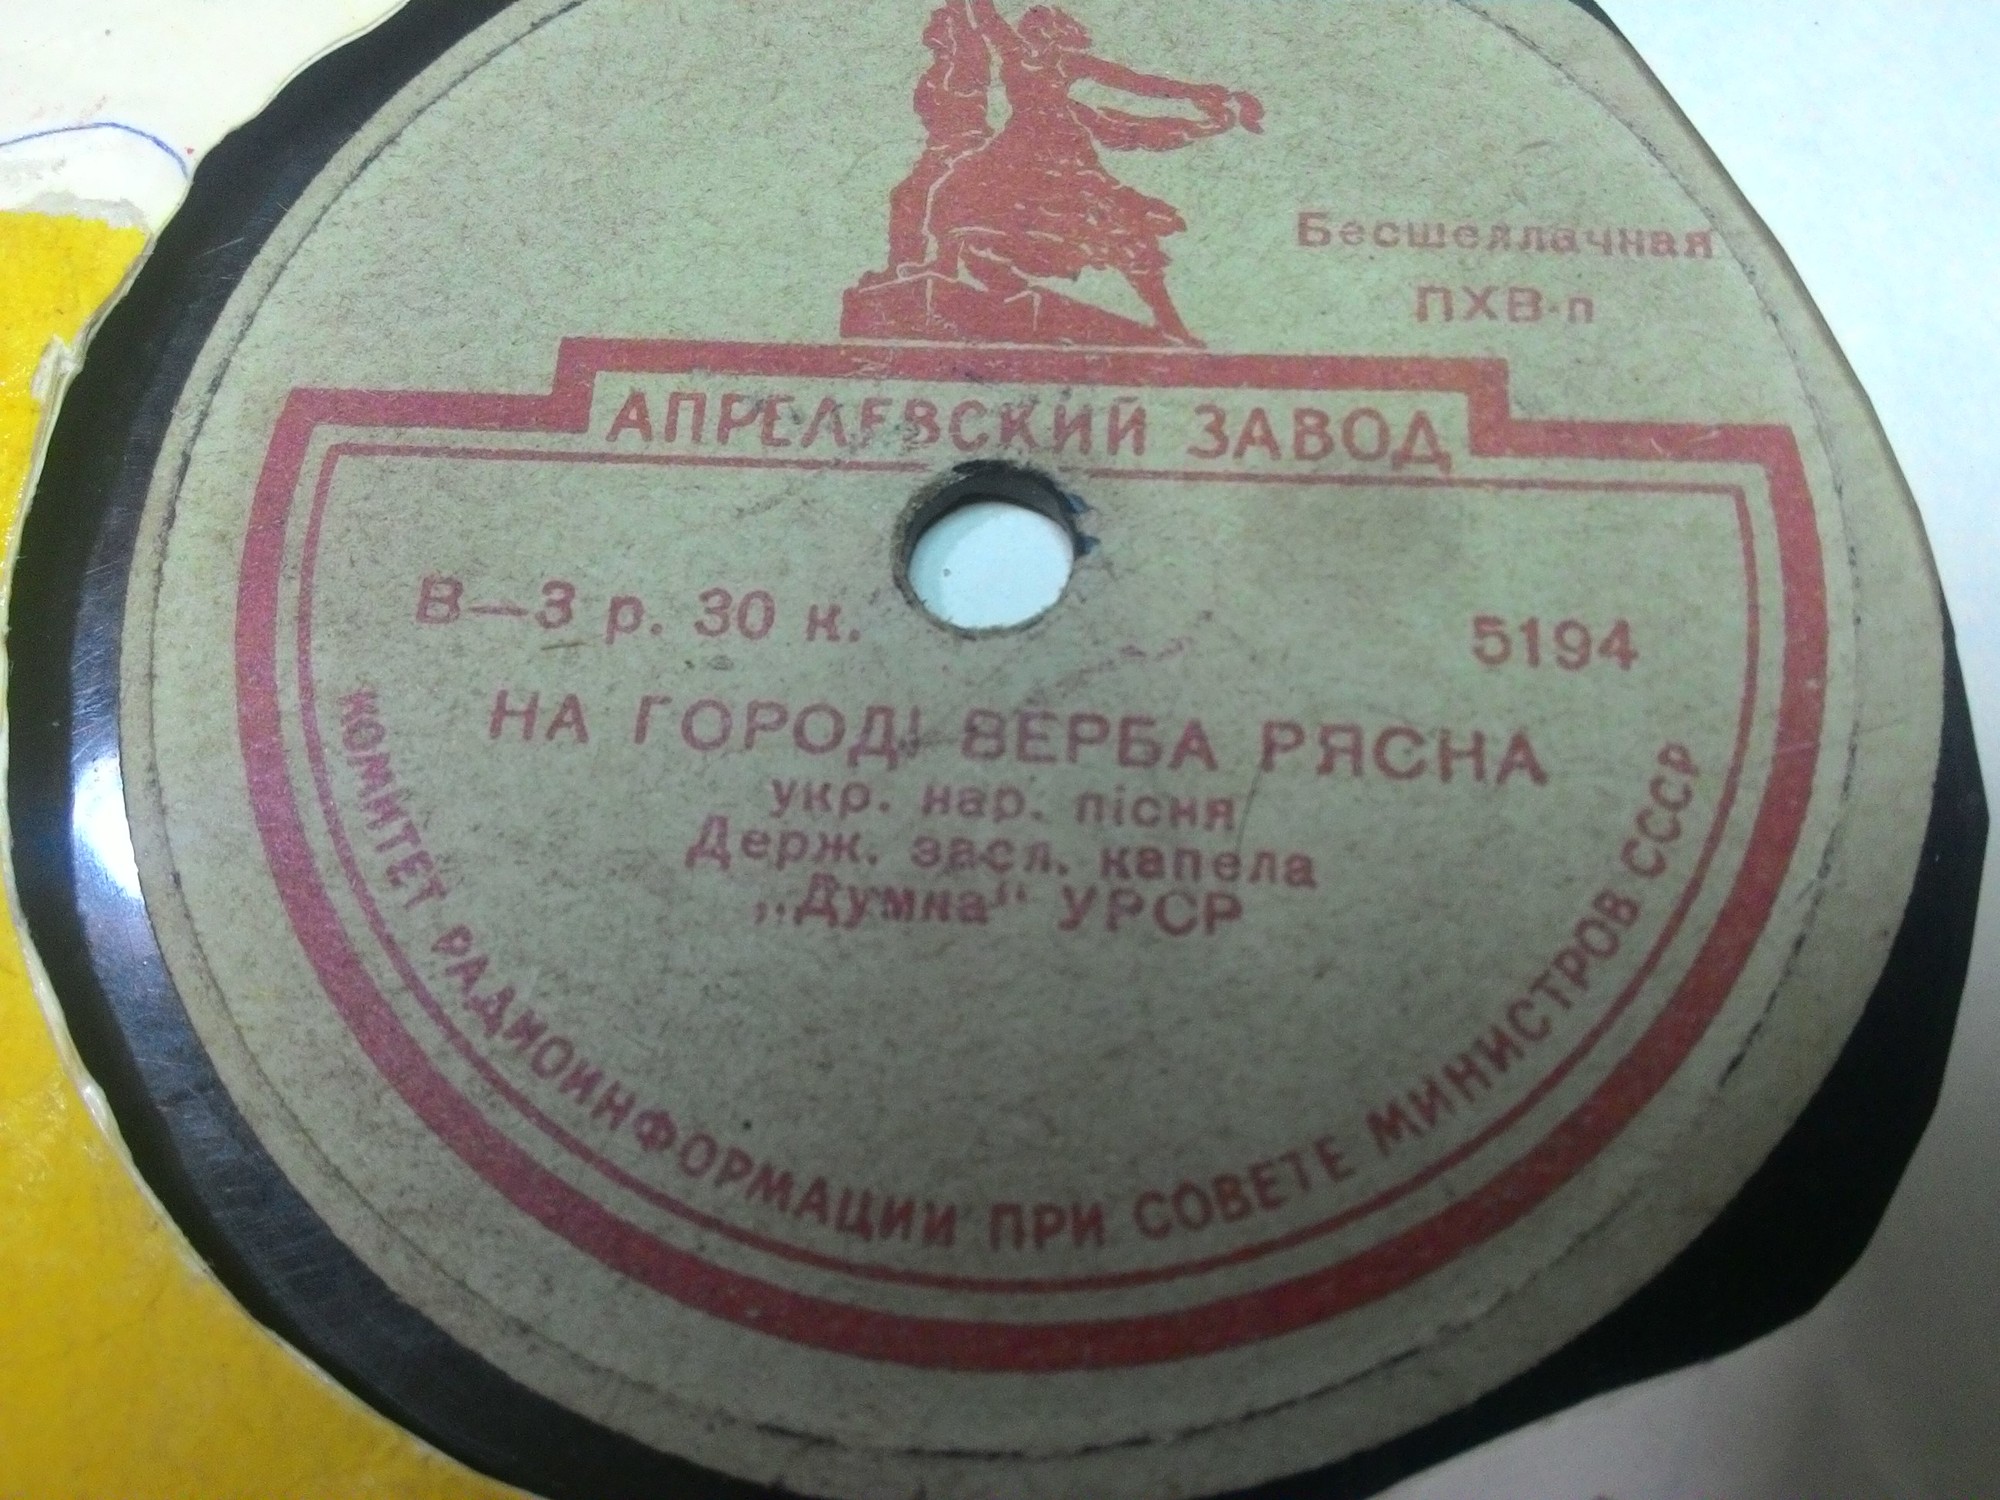 Бесшеллачная
ПХВ-п
АПРЕЛЕВСКИЙ ЗАВОД
В—3 р. 30 к.
5194
НА ГОРОДІ ВЕРБА РЯСНА
укр. нар. пісня
Держ. засл. капела
„Думка“ УРСР
КОМИТЕТ РАДИОИНФОРМАЦИИ ПРИ СОВЕТЕ МИНИСТРОВ СССР